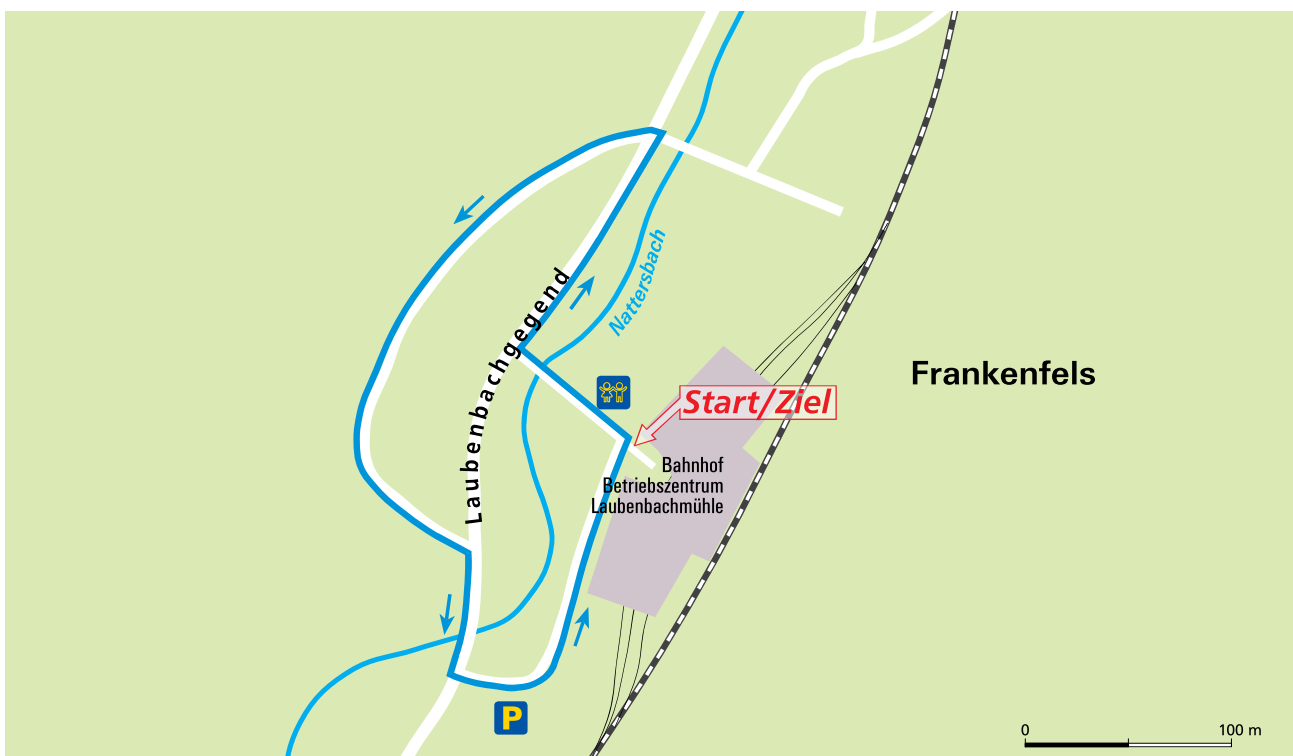 Nattersbach
Laubenbachgegend
Frankenfels
Start/Ziel
Bahnhof
Betriebszentrum
Laubenbachmühle
P
0 100 m